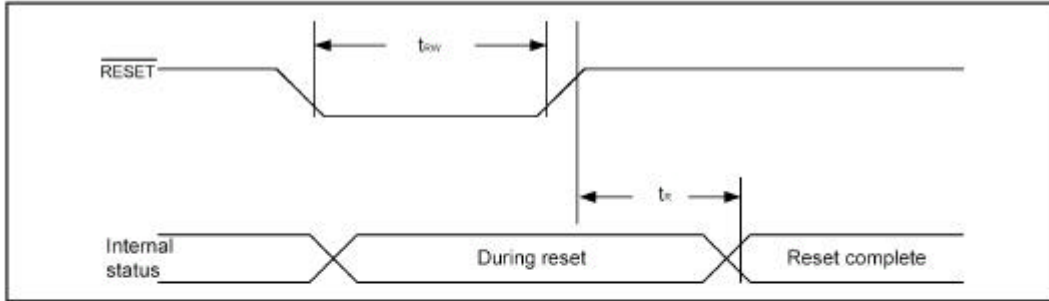 tRW
RESET
tR
Internal
status
During reset
Reset complete